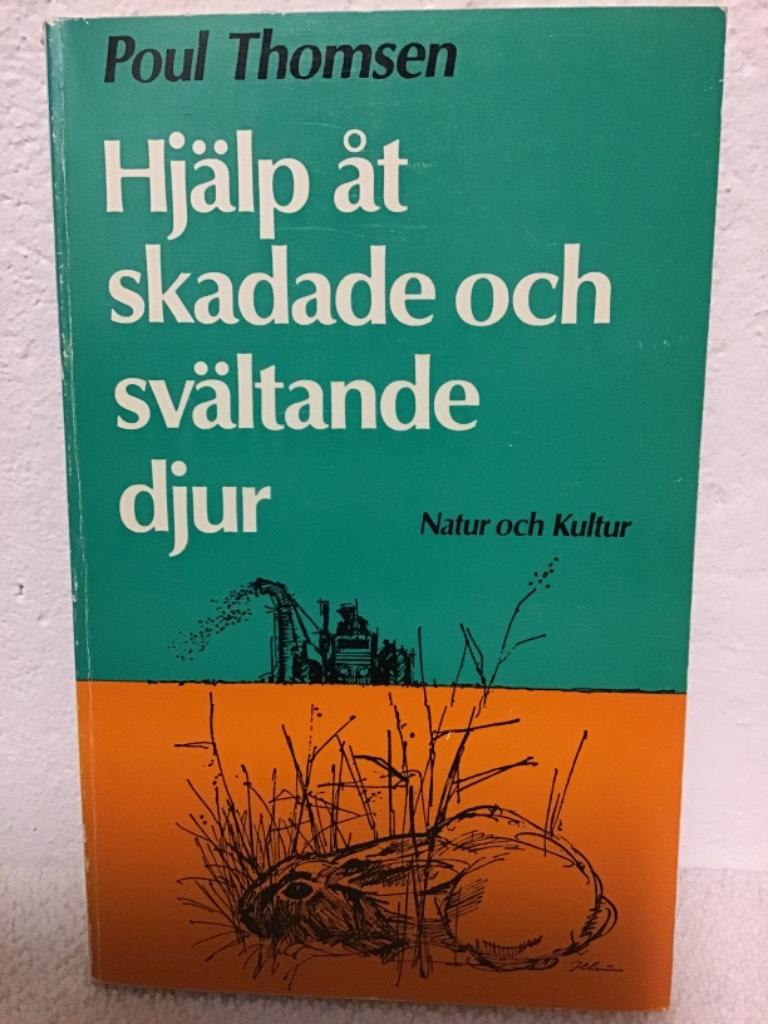 Poul Thomsen
Hjälp åt
skadade och
svältande
djur
Natur och Kultur